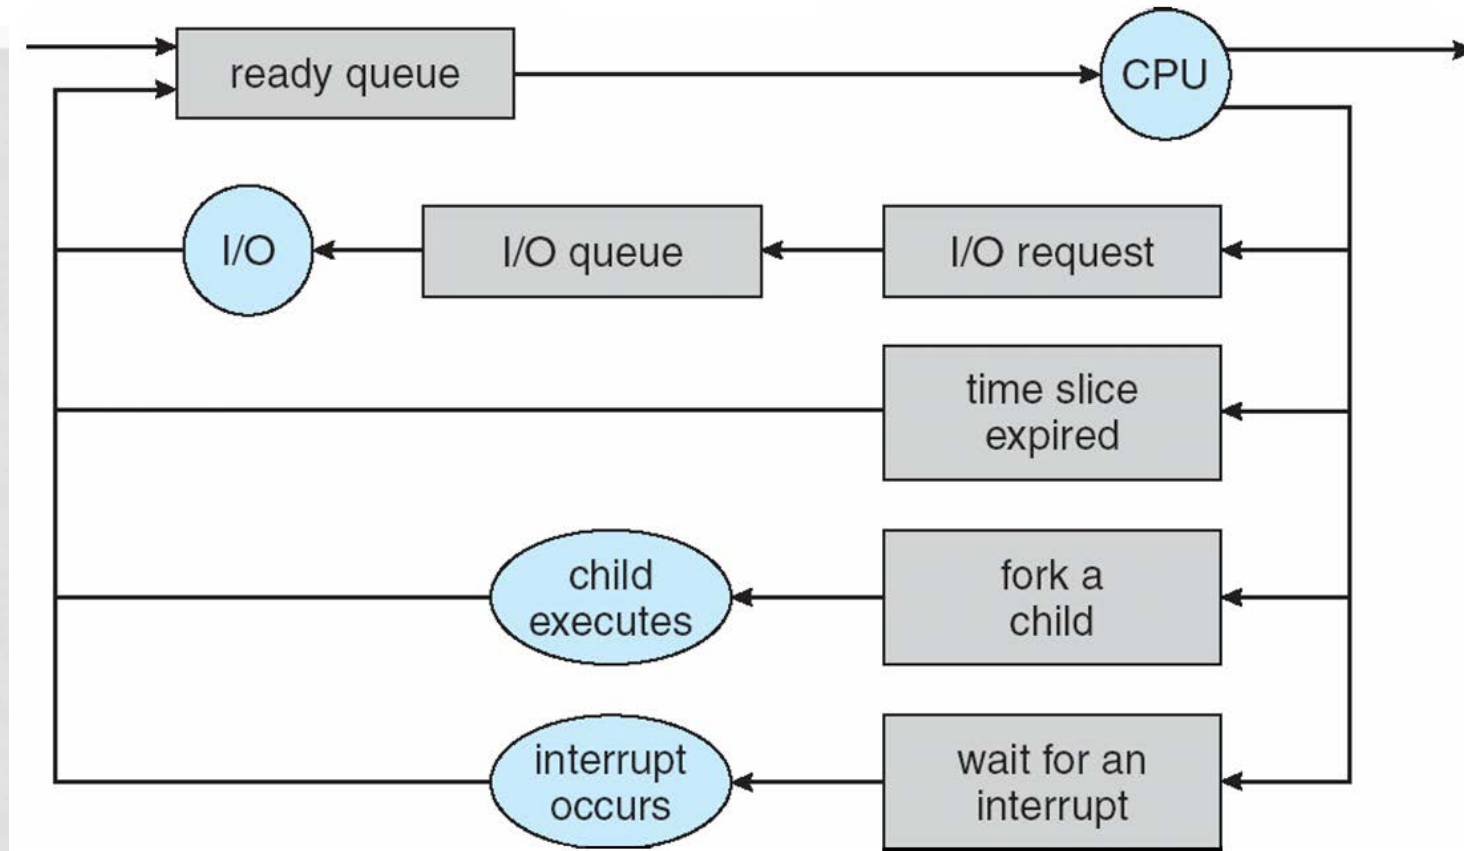 ready queue
CPU
I/O
I/O queue
I/O request
time slice
expired
child
executes
fork a
child
interrupt
occurs
wait for an
interrupt